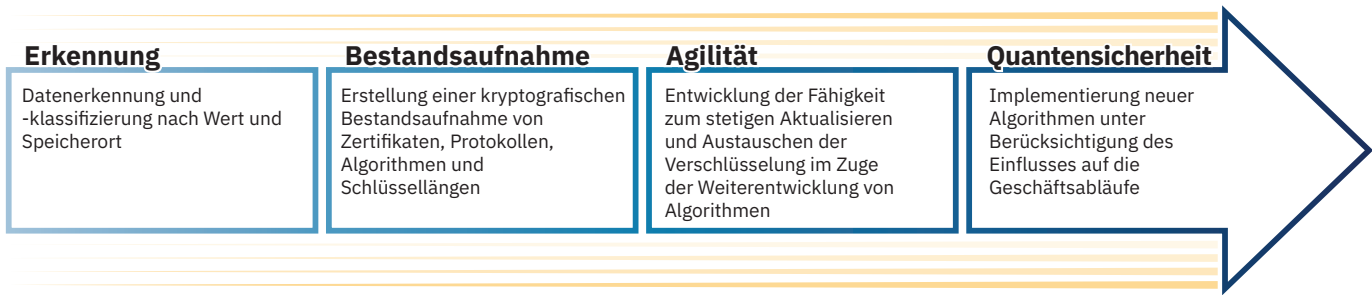 Erkennung
Datenerkennung und
-klassifizierung nach Wert und
Speicherort
Bestandsaufnahme
Erstellung einer kryptografischen
Bestandsaufnahme von
Zertifikaten, Protokollen,
Algorithmen und
Schlüssellängen
Agilität
Entwicklung der Fähigkeit
zum stetigen Aktualisieren
und Austauschen der
Verschlüsselung im Zuge
der Weiterentwicklung von
Algorithmen
Quantensicherheit
Implementierung neuer
Algorithmen unter
Berücksichtigung des
Einflusses auf die
Geschäftsabläufe